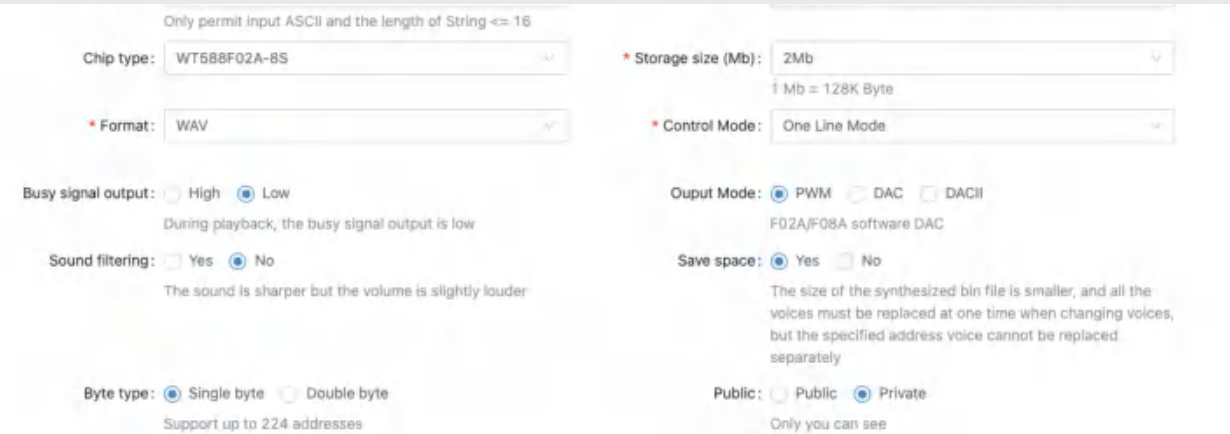 Only permit input ASCII and the length of String <= 16
Chip type: WT588F02A-8S
* Storage size (Mb): 2Mb
1 Mb = 128K Byte
* Format: WAV
* Control Mode: One Line Mode
Busy signal output: High Low
During playback, the busy signal output is low
Ouput Mode: PWM DAC DACII
F02A/F08A software DAC
Sound filtering: Yes No
The sound is sharper but the volume is slightly louder
Save space: Yes No
The size of the synthesized bin file is smaller, and all the
voices must be replaced at one time when changing voices,
but the specified address voice cannot be replaced
separately
Byte type: Single byte Double byte
Support up to 224 addresses
Public: Public Private
Only you can see